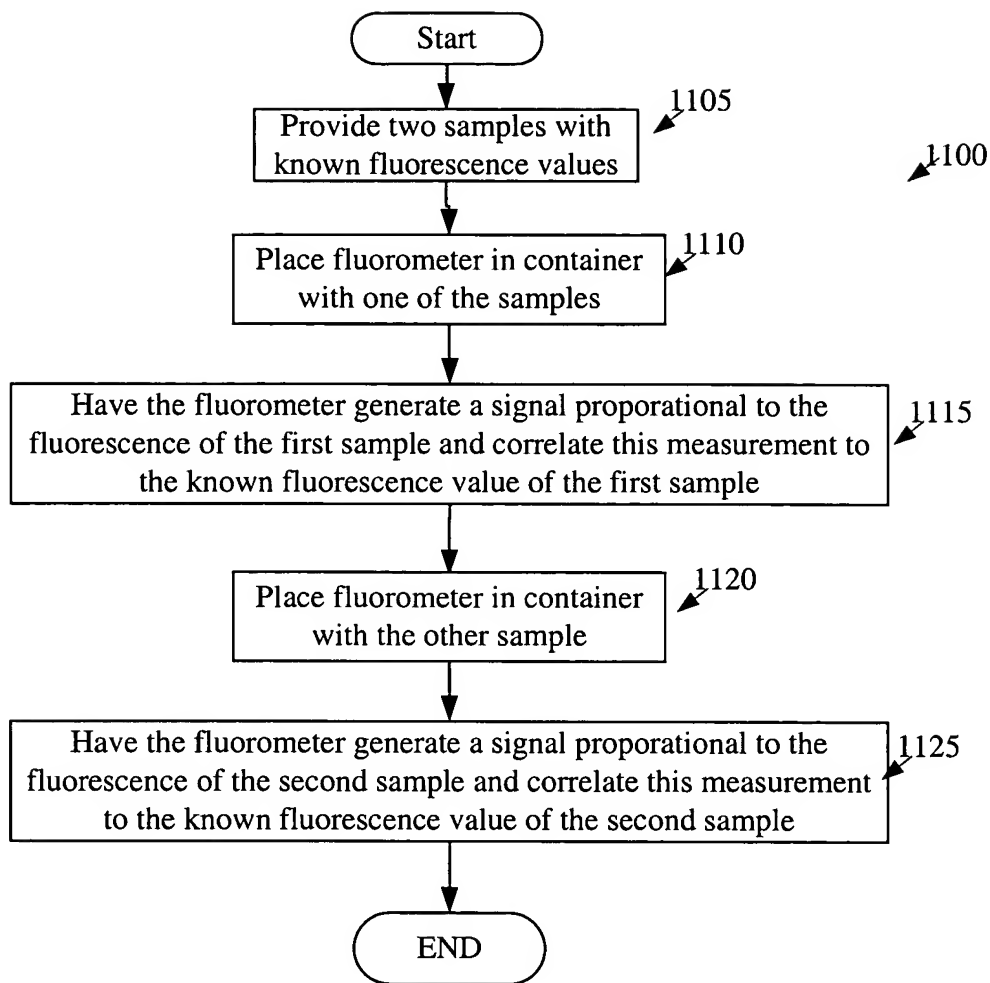 Start
1105
Provide two samples with
known fluorescence values
1100
1110
Place fluorometer in container
with one of the samples
1115
Have the fluorometer generate a signal proporational to the
fluorescence of the first sample and correlate this measurement to
the known fluorescence value of the first sample
1120
Place fluorometer in container
with the other sample
1125
Have the fluorometer generate a signal proporational to the
fluorescence of the second sample and correlate this measurement
to the known fluorescence value of the second sample
END